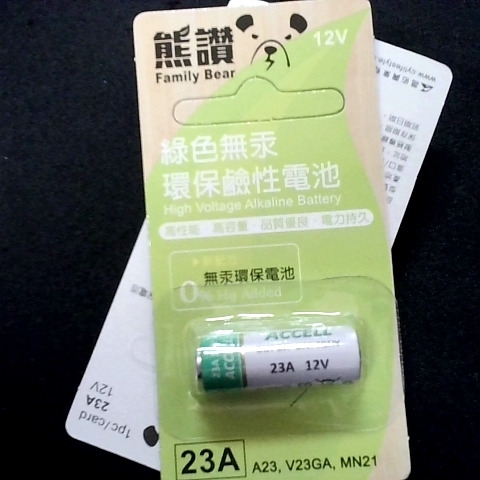 熊讚
Family Bear
12V
綠色無汞
環保鹼性電池
High Voltage Alkaline Battery
高性能・高容量・品質優良・電力持久
無汞環保電池
0% Hg Added
ACCELL
23A 12V
23A
ACCELL
23A
A23, V23GA, MN21
1pc/card
23A
12V